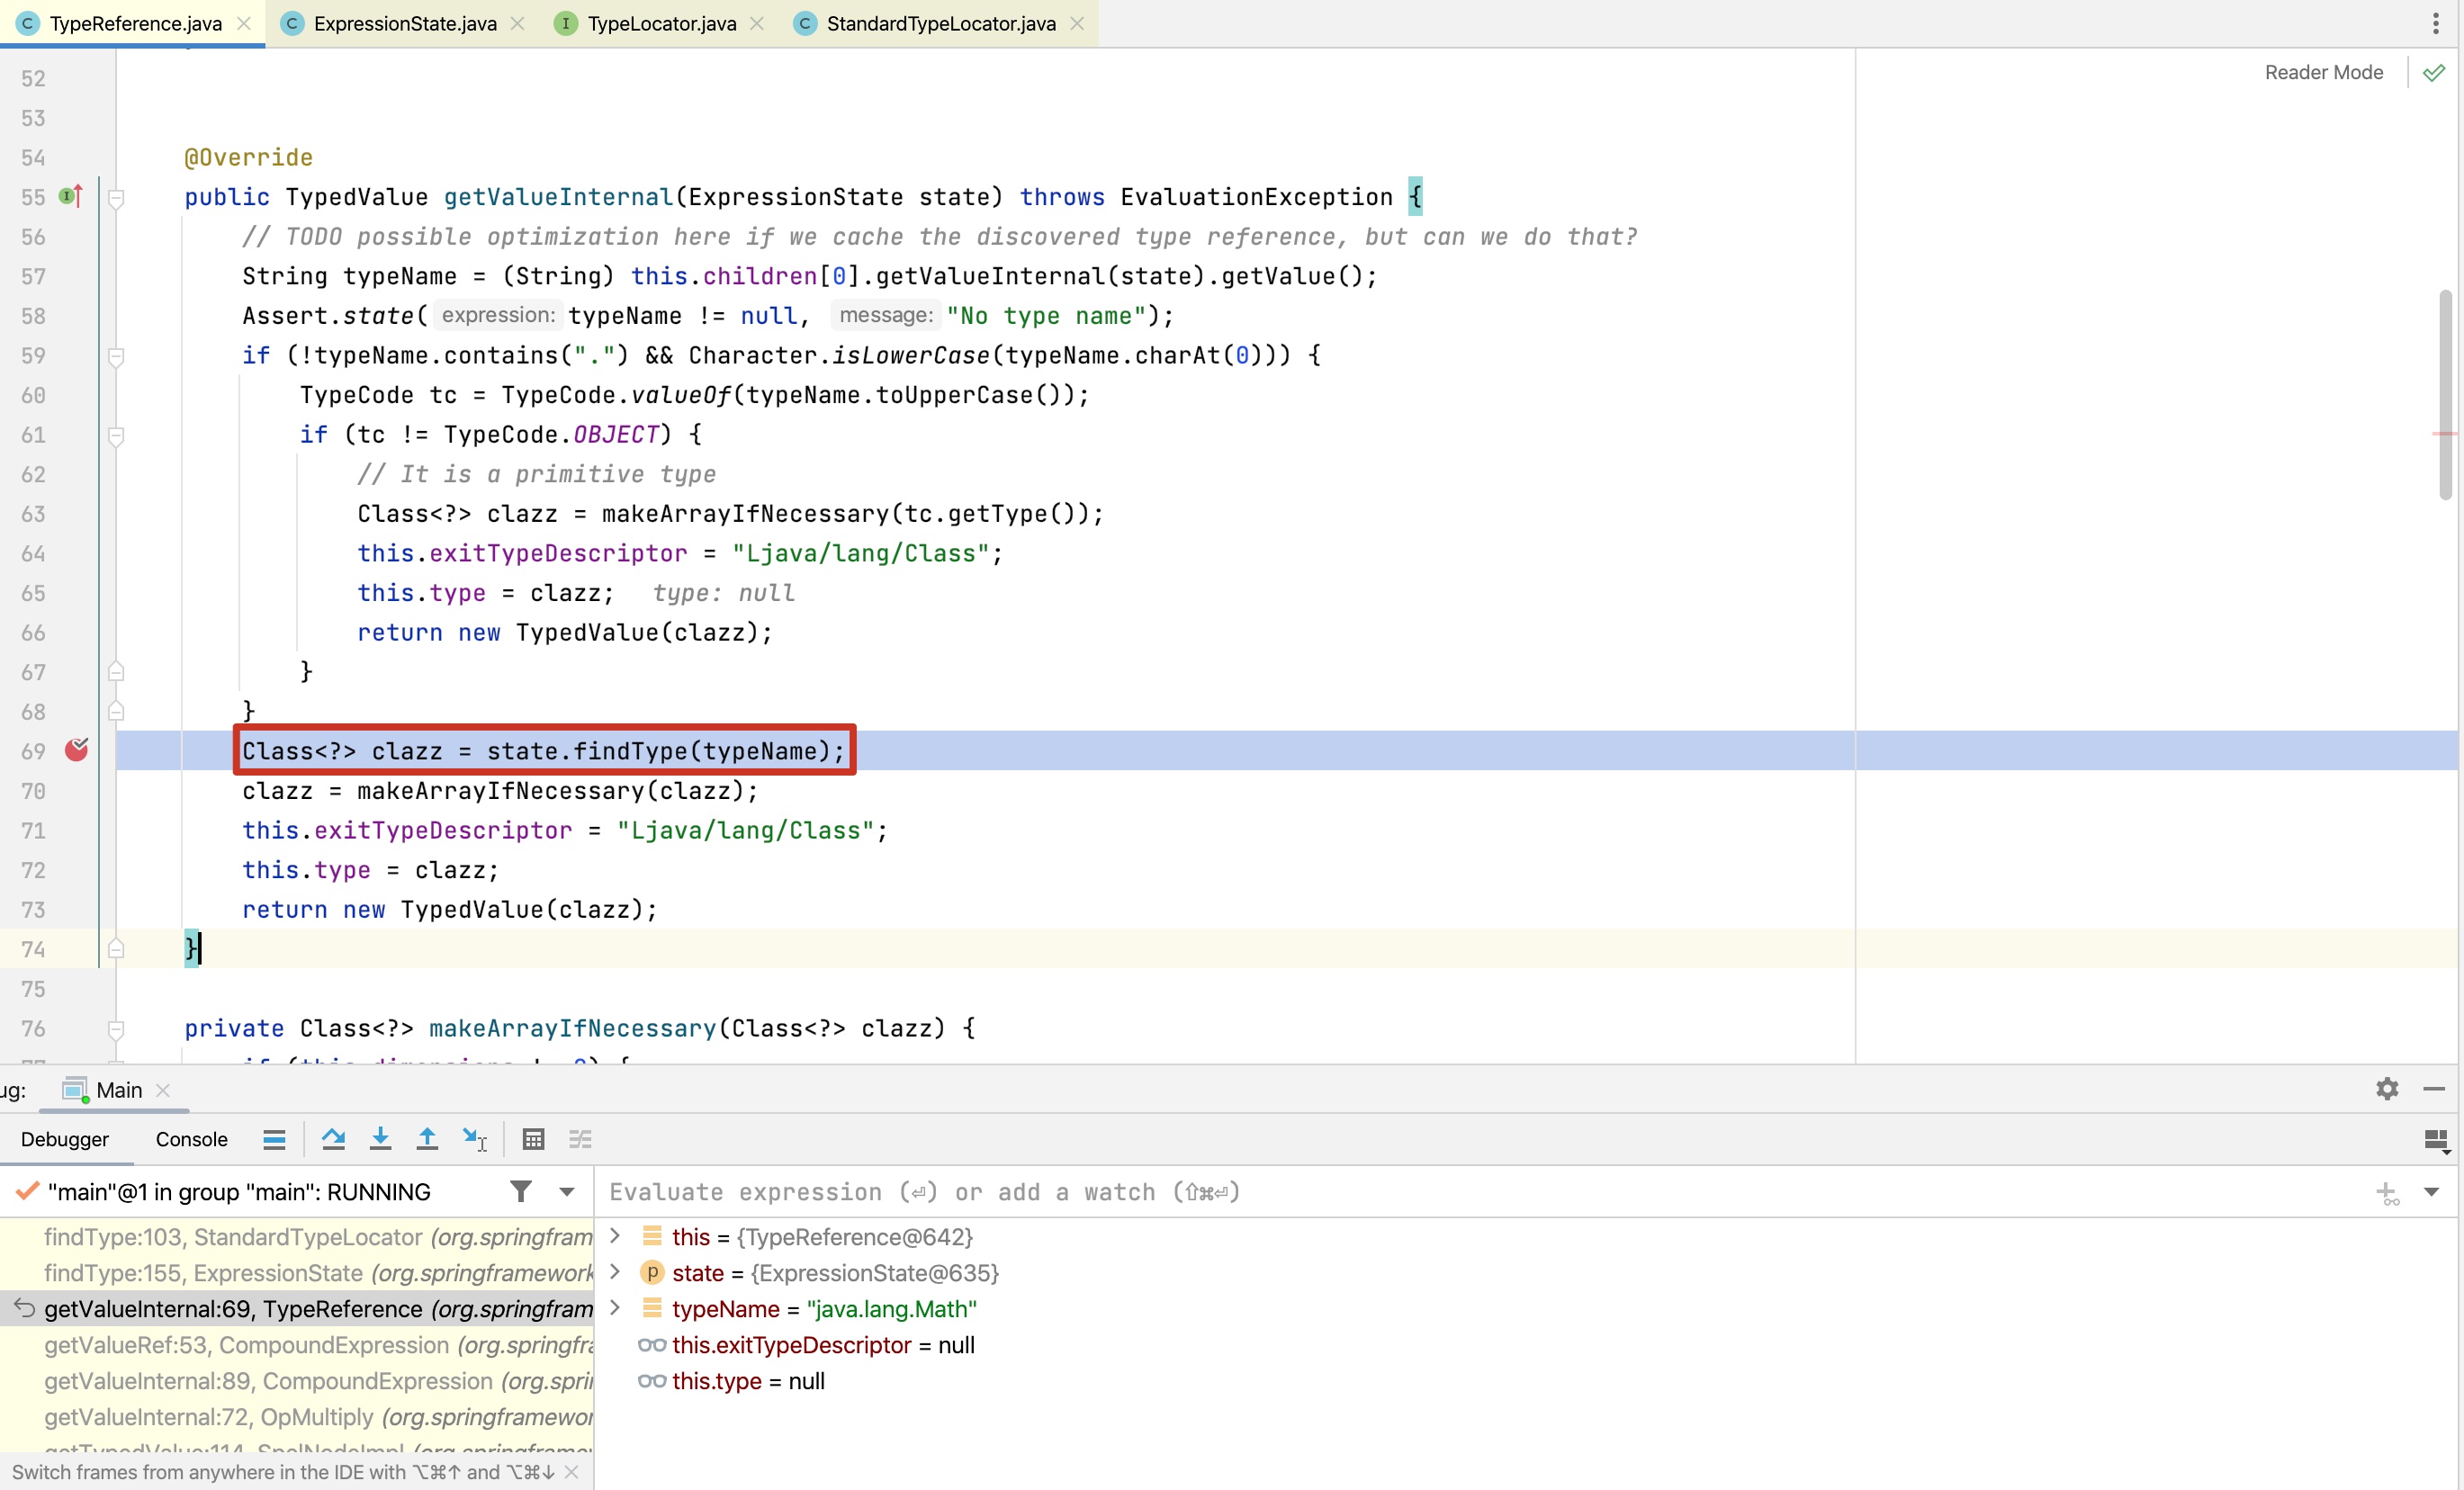 TypeReference.java ExpressionState.java TypeLocator.java StandardTypeLocator.java
Reader Mode
52
53
54 @Override
55 public TypedValue getValueInternal(ExpressionState state) throws EvaluationException {
56 // TODO possible optimization here if we cache the discovered type reference, but can we do that?
57 String typeName = (String) this.children[0].getValueInternal(state).getValue();
58 Assert.state( expression: typeName != null, message: "No type name");
59 if (!typeName.contains(".") && Character.isLowerCase(typeName.charAt(0))) {
60 TypeCode tc = TypeCode.valueOf(typeName.toUpperCase());
61 if (tc != TypeCode.OBJECT) {
62 // It is a primitive type
63 Class<?> clazz = makeArrayIfNecessary(tc.getType());
64 this.exitTypeDescriptor = "Ljava/lang/Class";
65 this.type = clazz; type: null
66 return new TypedValue(clazz);
67 }
68 }
69 Class<?> clazz = state.findType(typeName);
70 clazz = makeArrayIfNecessary(clazz);
71 this.exitTypeDescriptor = "Ljava/lang/Class";
72 this.type = clazz;
73 return new TypedValue(clazz);
74 }
75
76 private Class<?> makeArrayIfNecessary(Class<?> clazz) {
ug: Main
Debugger Console
"main"@1 in group "main": RUNNING
findType:103, StandardTypeLocator (org.springfram
findType:155, ExpressionState (org.springframework
getValueInternal:69, TypeReference (org.springfram
getValueRef:53, CompoundExpression (org.springfra
getValueInternal:89, CompoundExpression (org.sprin
getValueInternal:72, OpMultiply (org.springframewor
Switch frames from anywhere in the IDE with ⌥⌘↑ and ⌥⌘↓
Evaluate expression (⏎) or add a watch (⇧⌘⏎)
this = {TypeReference@642}
state = {ExpressionState@635}
typeName = "java.lang.Math"
this.exitTypeDescriptor = null
this.type = null